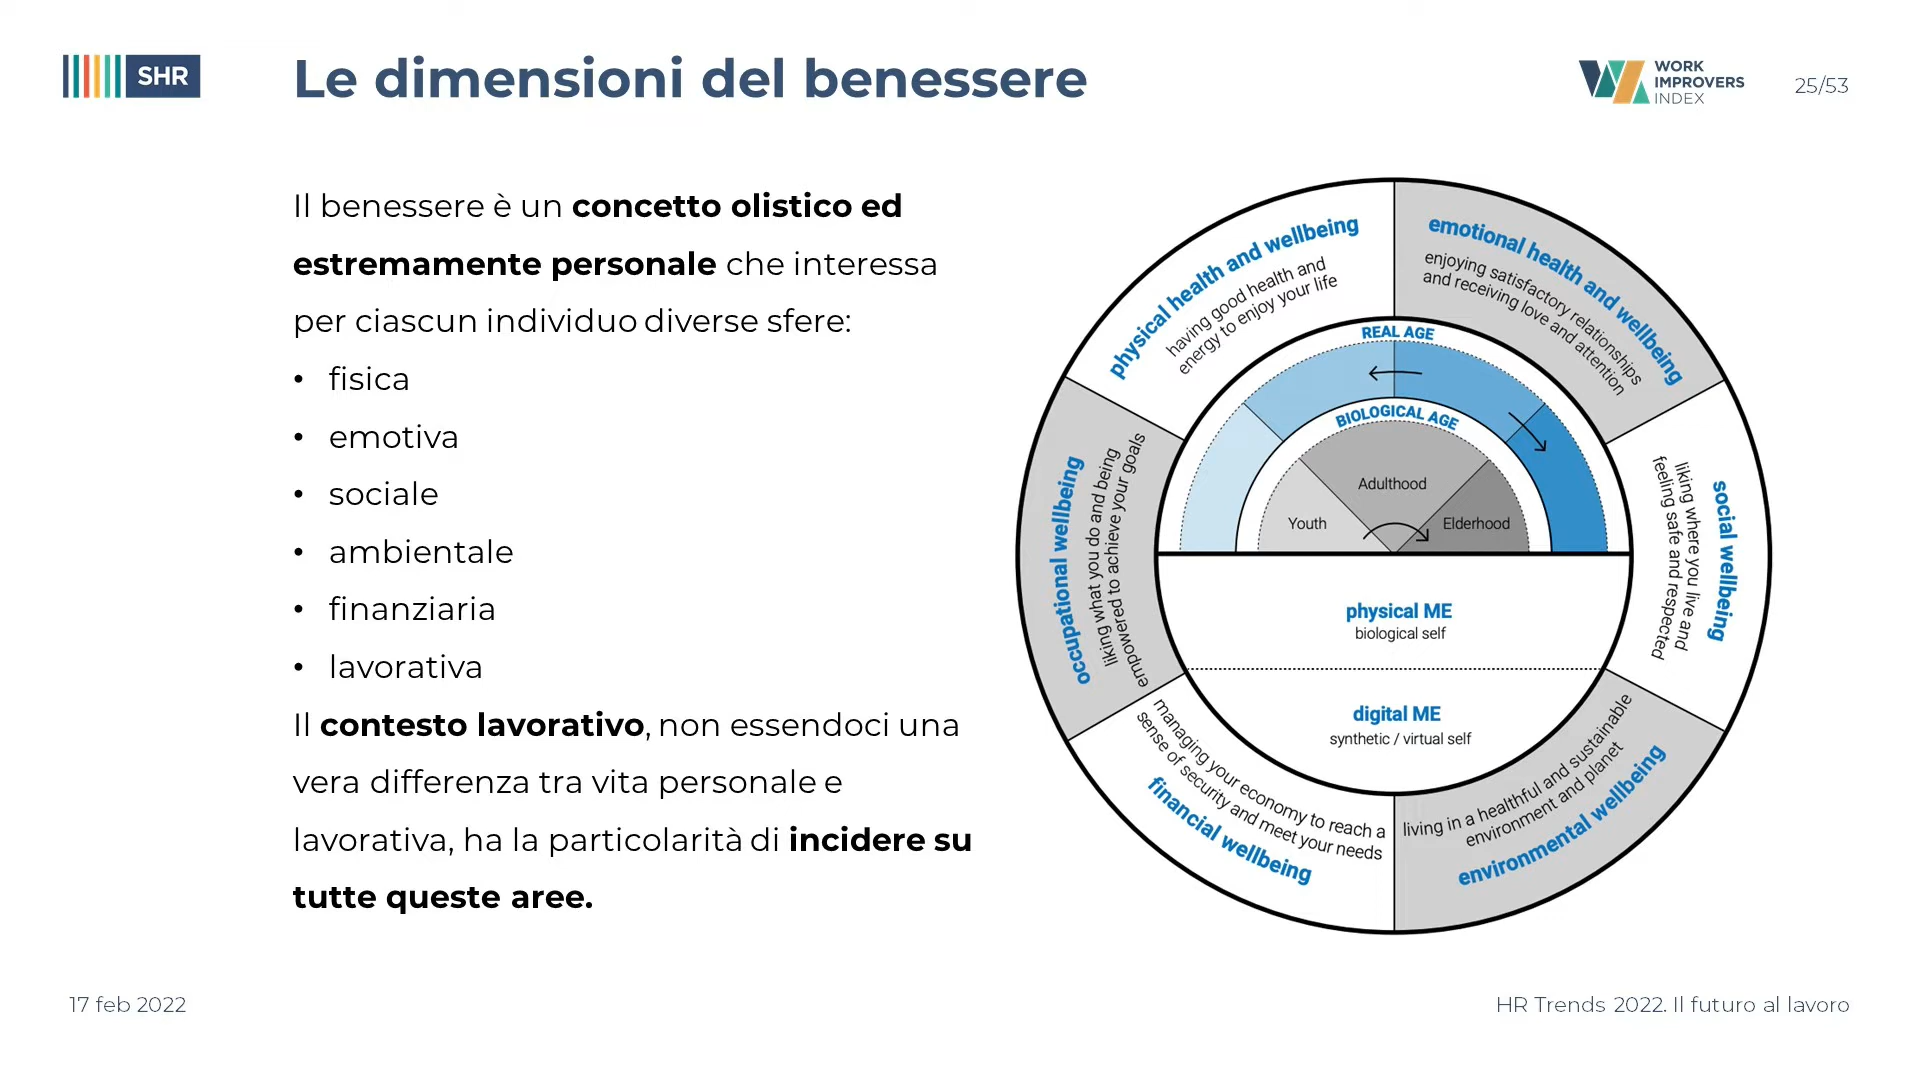 SHR
Le dimensioni del benessere
WORK
IMPROVERS
INDEX
25/53
Il benessere è un concetto olistico ed
estremamente personale che interessa
per ciascun individuo diverse sfere:
• fisica
• emotiva
• sociale
• ambientale
• finanziaria
• lavorativa
Il contesto lavorativo, non essendoci una
vera differenza tra vita personale e
lavorativa, ha la particolarità di incidere su
tutte queste aree.
physical health and wellbeing
having good health and
energy to enjoy your life
emotional health and wellbeing
enjoying satisfactory relationships
and receiving love and attention
social wellbeing
liking where you live and
feeling safe and respected
living in a healthful and sustainable
environment and planet
environmental wellbeing
managing your economy to reach a
sense of security and meet your needs
financial wellbeing
occupational wellbeing
liking what you do and being
empowered to achieve your goals
REAL AGE
BIOLOGICAL AGE
Adulthood
Youth
Elderhood
physical ME
biological self
digital ME
synthetic / virtual self
17 feb 2022
HR Trends 2022. Il futuro al lavoro